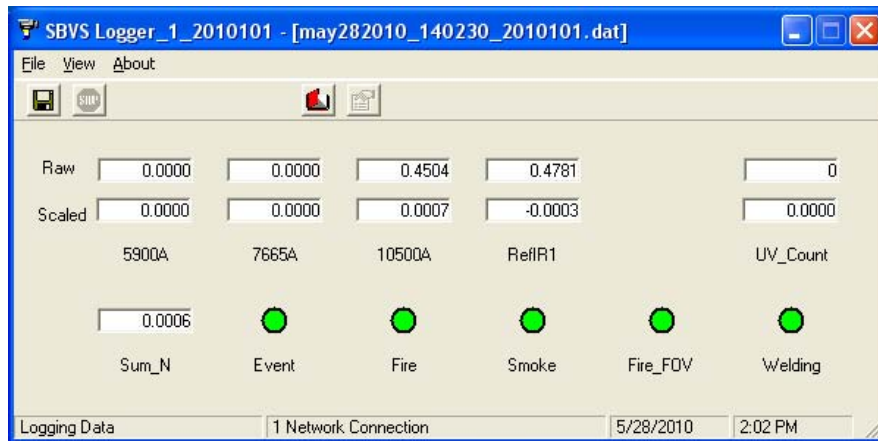 SBVS Logger_1_2010101 - [may282010_140230_2010101.dat]
File View About
STOP
Raw 0.0000 0.0000 0.4504 0.4781 0
Scaled 0.0000 0.0000 0.0007 -0.0003 0.0000
5900A 7665A 10500A RefIR1 UV_Count
0.0006
Sum_N Event Fire Smoke Fire_FOV Welding
Logging Data 1 Network Connection 5/28/2010 2:02 PM